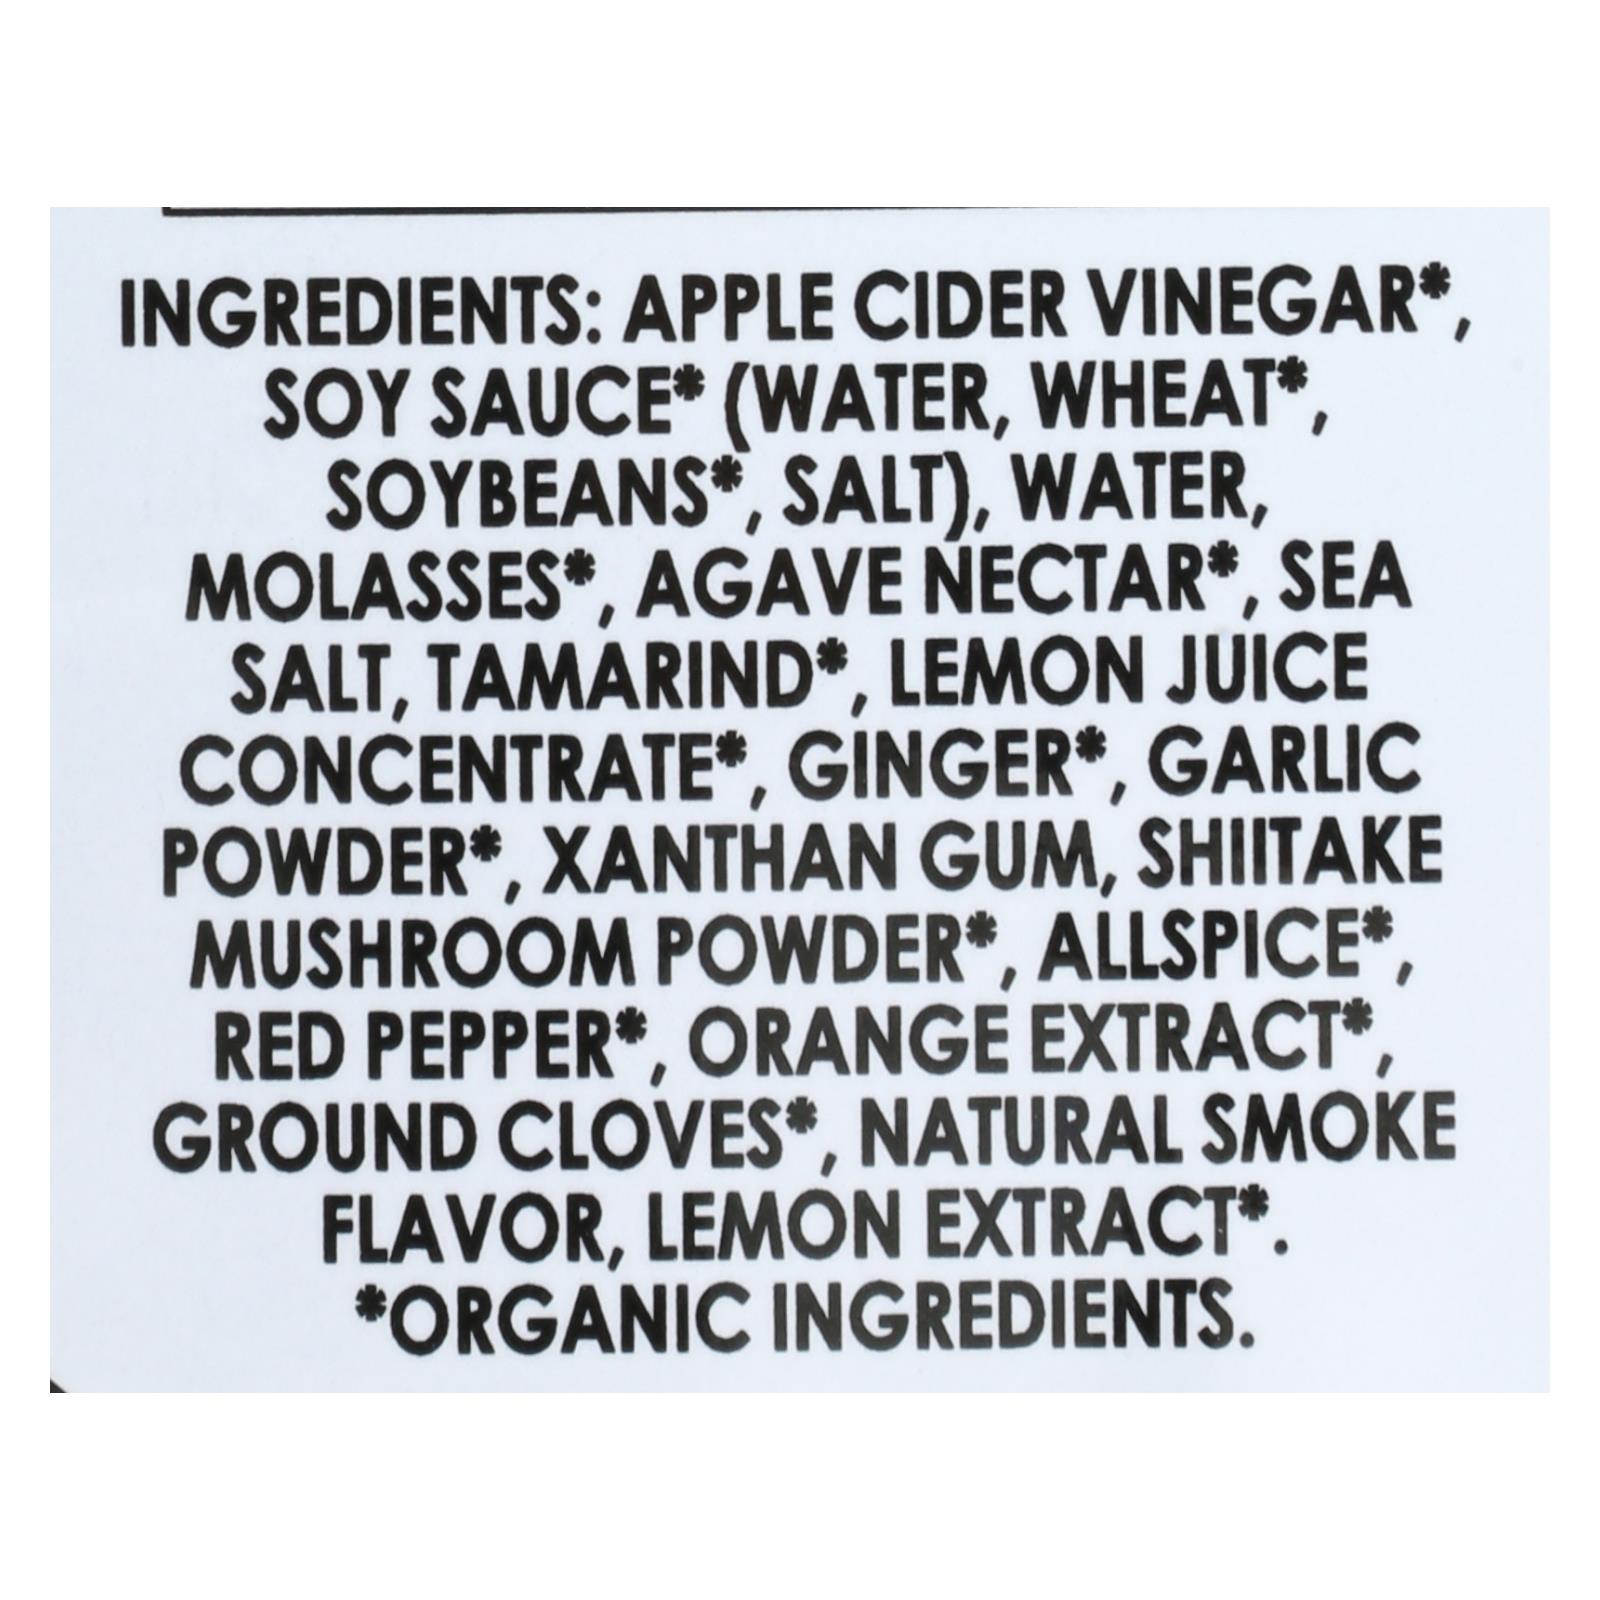 INGREDIENTS: APPLE CIDER VINEGAR*,
SOY SAUCE* (WATER, WHEAT*,
SOYBEANS*, SALT), WATER,
MOLASSES*, AGAVE NECTAR*, SEA
SALT, TAMARIND*, LEMON JUICE
CONCENTRATE*, GINGER*, GARLIC
POWDER*, XANTHAN GUM, SHIITAKE
MUSHROOM POWDER*, ALLSPICE*,
RED PEPPER*, ORANGE EXTRACT*,
GROUND CLOVES*, NATURAL SMOKE
FLAVOR, LEMON EXTRACT*.
*ORGANIC INGREDIENTS.